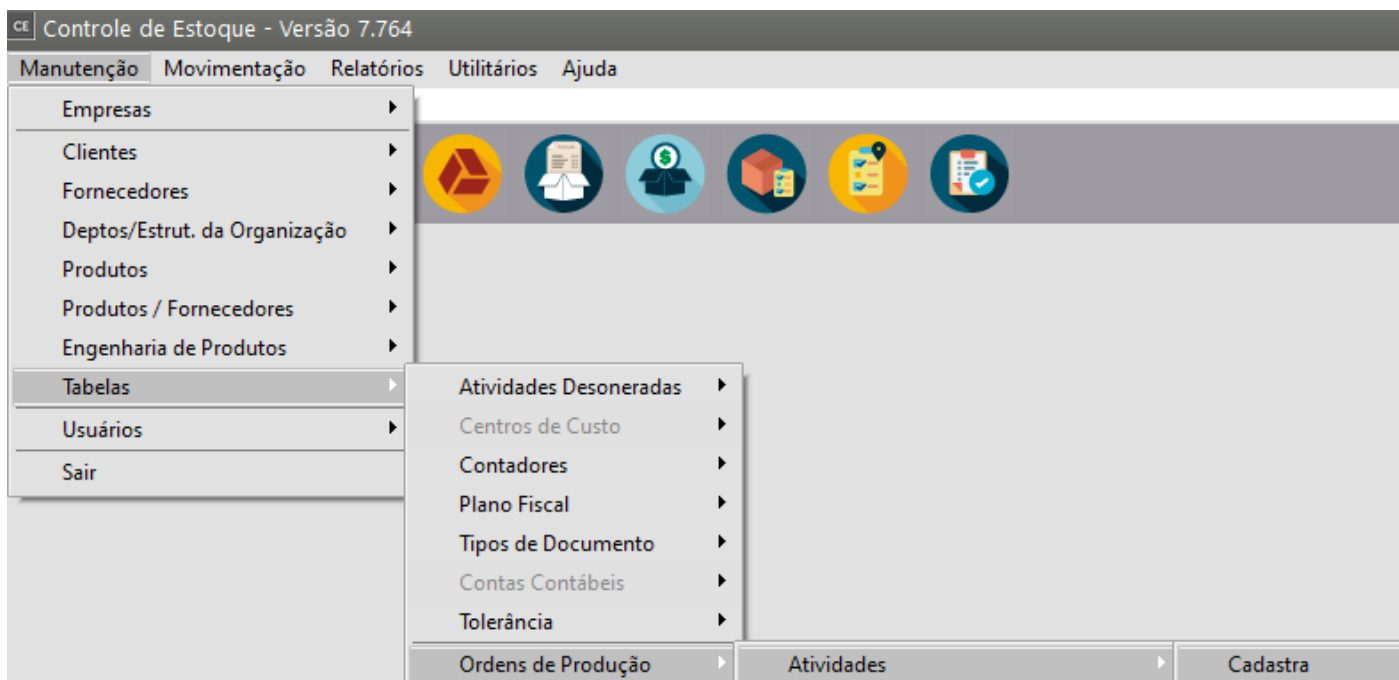 CE Controle de Estoque - Versão 7.764
Manutenção Movimentação Relatórios Utilitários Ajuda
Empresas
Clientes
Fornecedores
Deptos/Estrut. da Organização
Produtos
Produtos / Fornecedores
Engenharia de Produtos
Tabelas
Usuários
Sair
Atividades Desoneradas
Centros de Custo
Contadores
Plano Fiscal
Tipos de Documento
Contas Contábeis
Tolerância
Ordens de Produção
Atividades
Cadastra